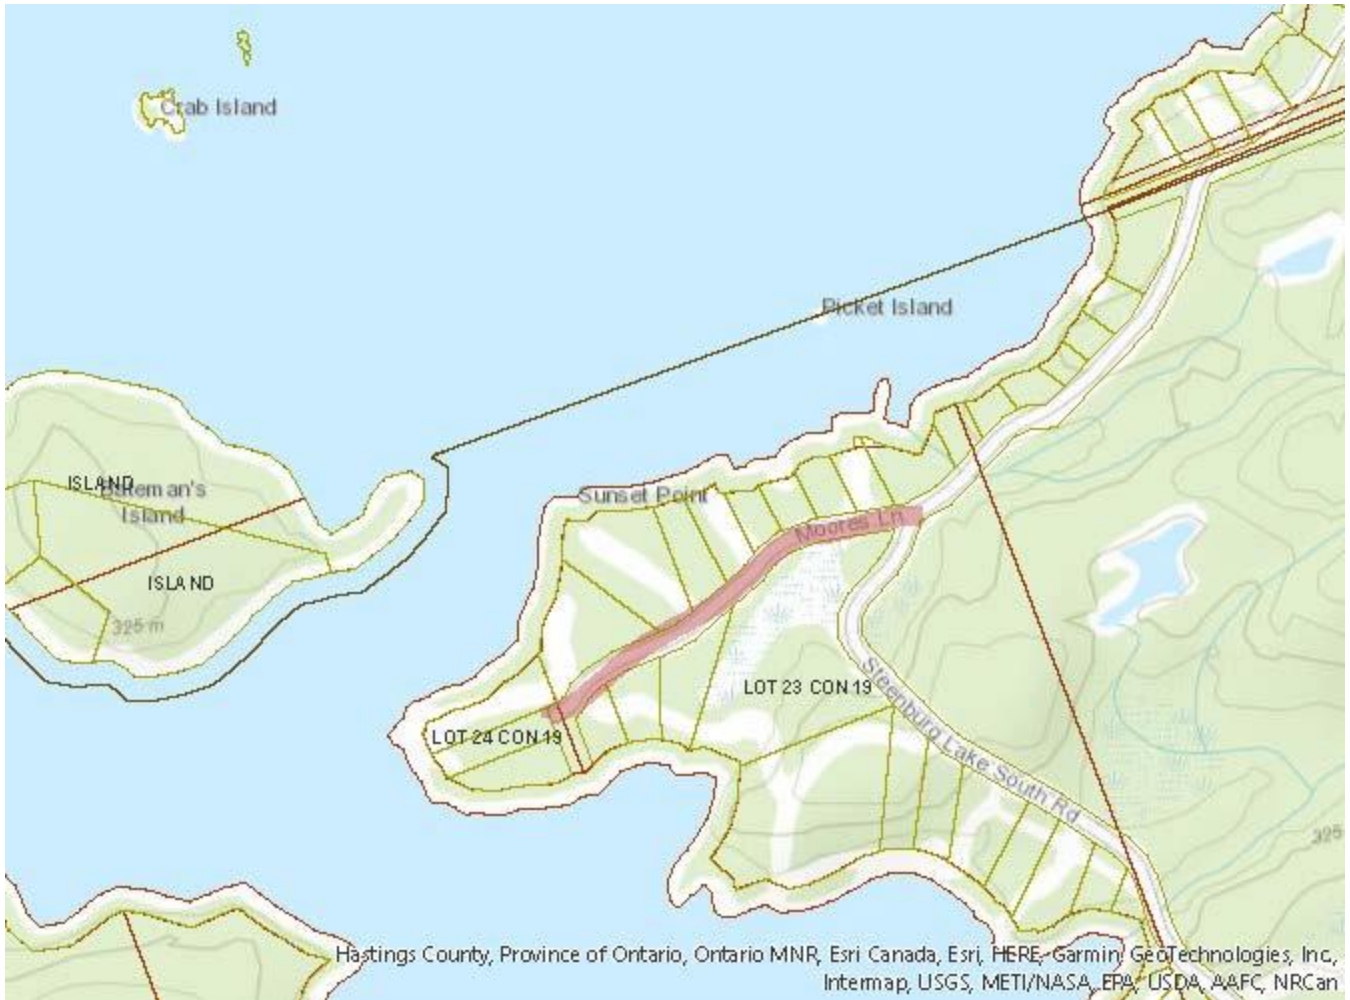 Crab Island
Picket Island
ISLAND
Bateman's
Island
Sunset Point
Moores Ln
ISLAND
325 m
LOT 23 CON 19
Steenburg Lake South Rd
LOT 24 CON 19
325
Hastings County, Province of Ontario, Ontario MNR, Esri Canada, Esri, HERE, Garmin, GeoTechnologies, Inc.,
Intermap, USGS, METI/NASA, EPA, USDA, AAFC, NRCan